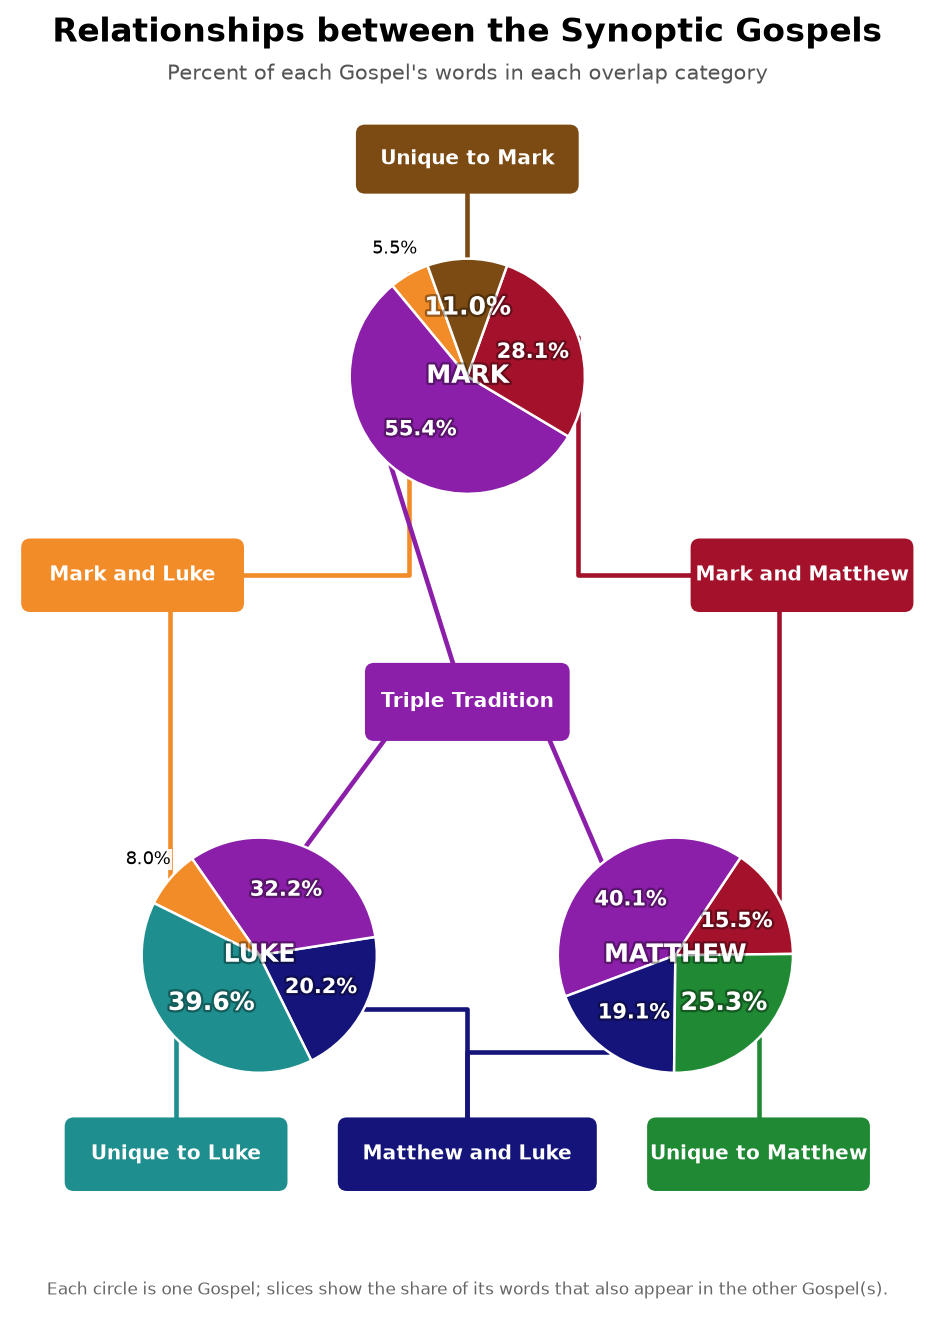 Relationships between the Synoptic Gospels
Percent of each Gospel's words in each overlap category
Unique to Mark
5.5%
11.0%
28.1%
MARK
55.4%
Mark and Luke
Mark and Matthew
Triple Tradition
8.0%
32.2%
LUKE
20.2%
39.6%
40.1%
15.5%
MATTHEW
19.1%
25.3%
Unique to Luke
Matthew and Luke
Unique to Matthew
Each circle is one Gospel; slices show the share of its words that also appear in the other Gospel(s).